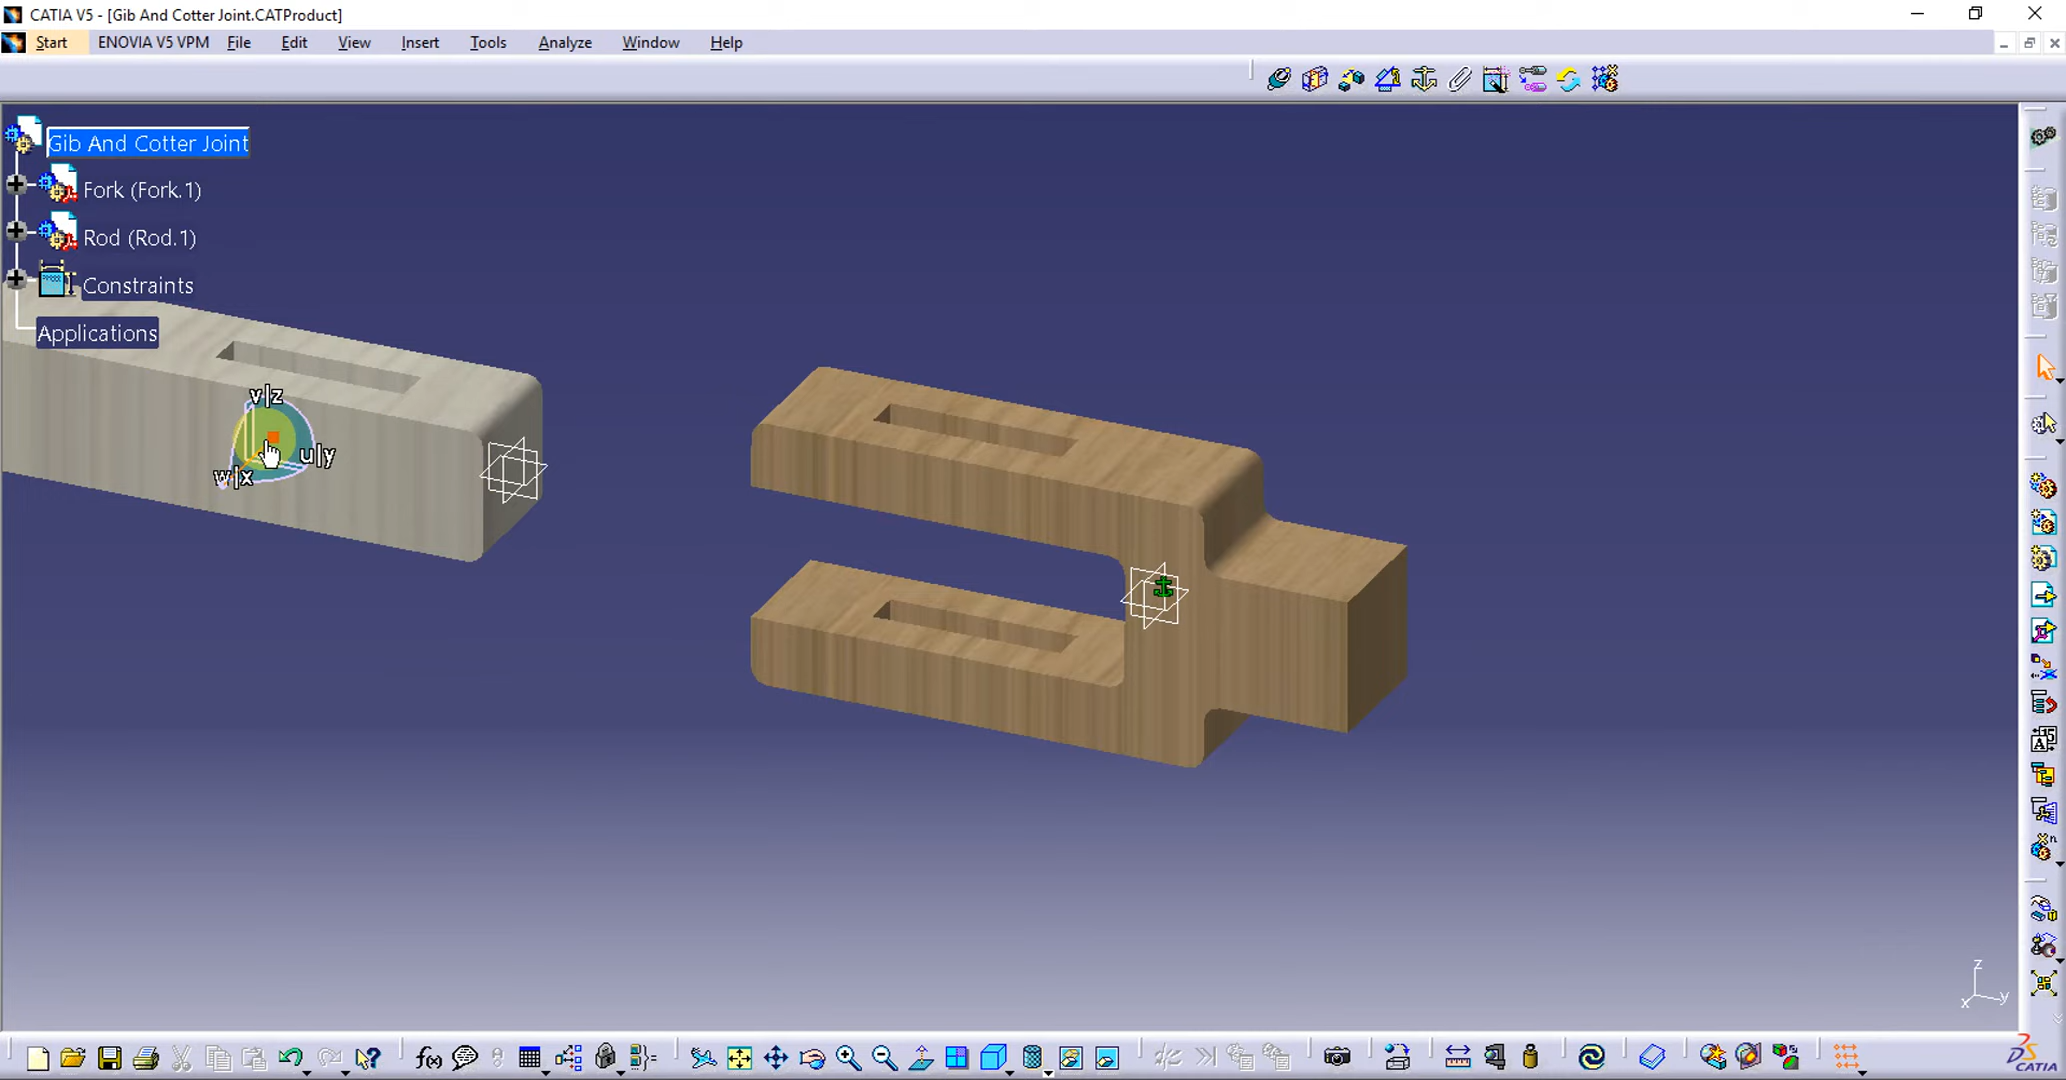 CATIA V5 - [Gib And Cotter Joint.CATProduct]
Start ENOVIA V5 VPM File Edit View Insert Tools Analyze Window Help
Gib And Cotter Joint
Fork (Fork.1)
Rod (Rod.1)
Constraints
Applications
v|z
u|y
w|x
z
x y
f(x)
CATIA